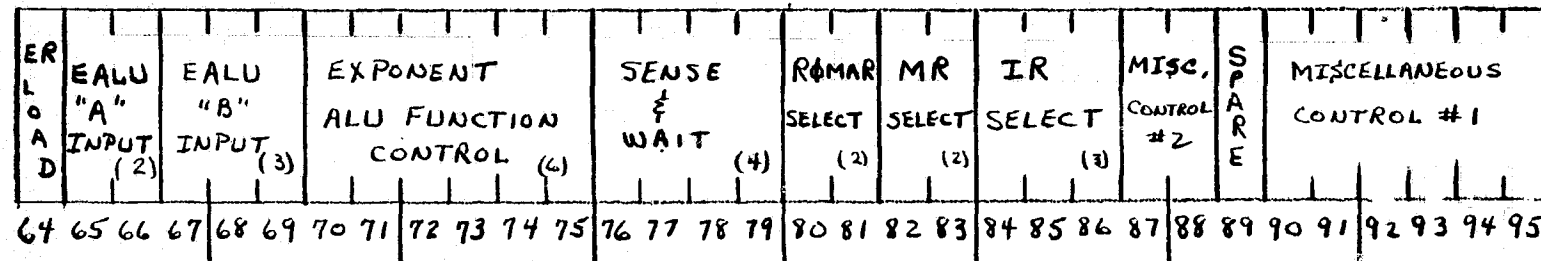 ER
LOAD
EALU
"A"
INPUT
(2)
EALU
"B"
INPUT
(3)
EXPONENT
ALU FUNCTION
CONTROL
(6)
SENSE
&
WAIT
(4)
RØMAR
SELECT
(2)
MR
SELECT
(2)
IR
SELECT
(3)
MISC.
CONTROL
#2
SPARE
MISCELLANEOUS
CONTROL #1
64 65 66 67 68 69 70 71 72 73 74 75 76 77 78 79 80 81 82 83 84 85 86 87 88 89 90 91 92 93 94 95